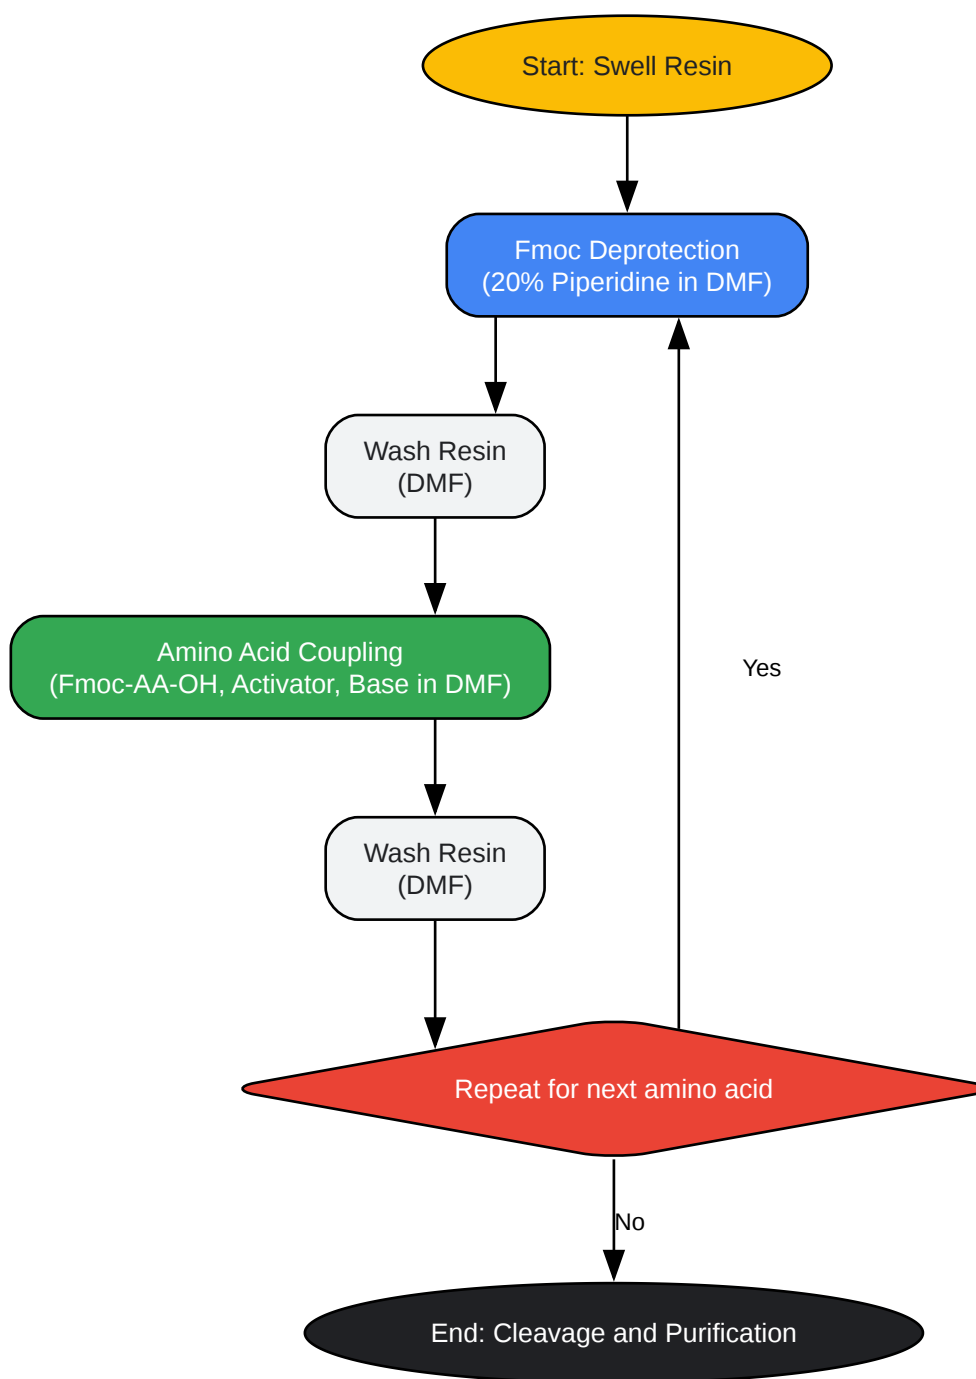 Start: Swell Resin
Fmoc Deprotection
(20% Piperidine in DMF)
Wash Resin
(DMF)
Amino Acid Coupling
(Fmoc-AA-OH, Activator, Base in DMF)
Yes
Wash Resin
(DMF)
Repeat for next amino acid
No
End: Cleavage and Purification